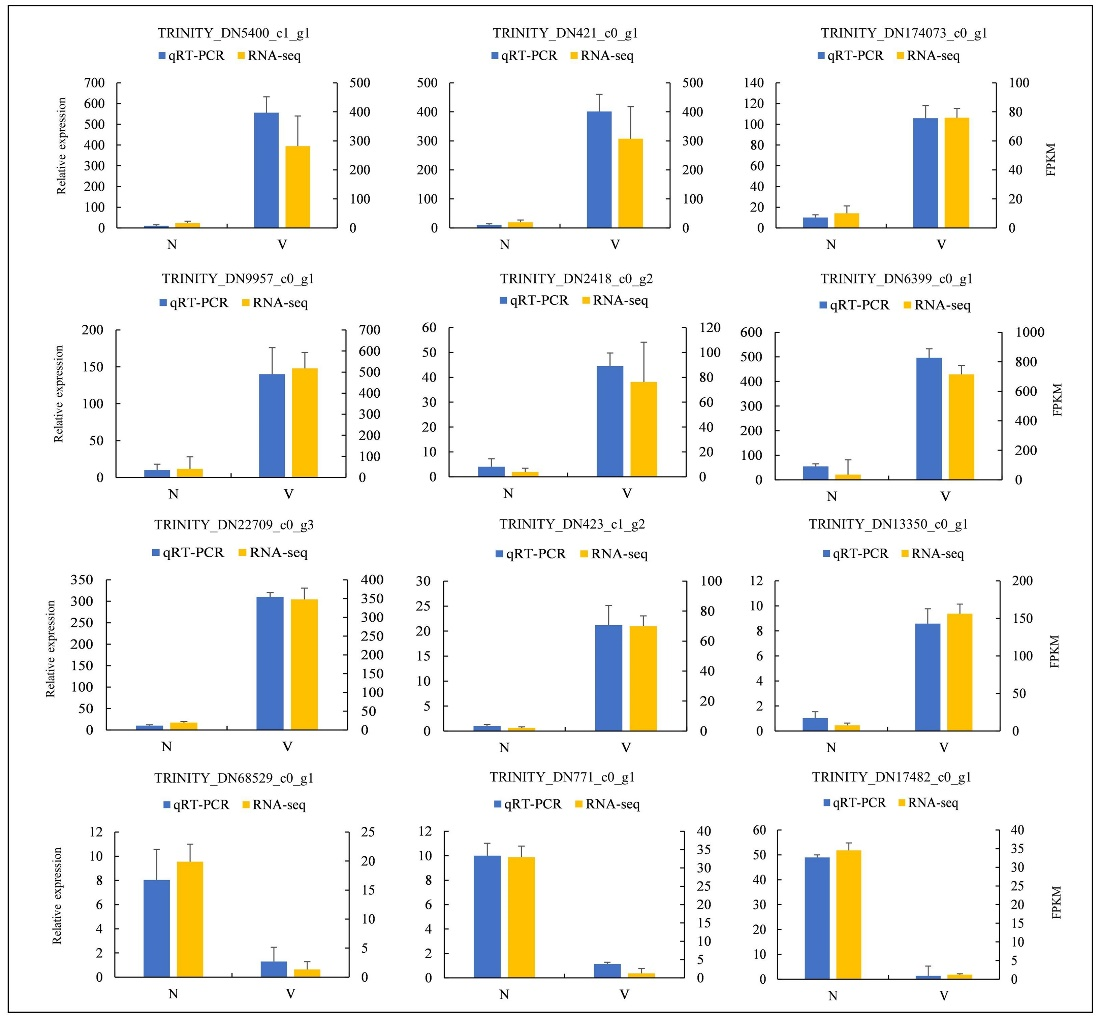 TRINITY_DN5400_c1_g1 TRINITY_DN421_c0_g1 TRINITY_DN174073_c0_g1
qRT-PCR RNA-seq qRT-PCR RNA-seq qRT-PCR RNA-seq
700 500 500 500 140 100
600 400 120 80
500 400 400 100
400 300 300 300 80 60
300 200 200 200 60 40
200 40
100 100 100 100 20 20
0 0 0 0 0 0
Relative expression FPKM
N V N V N V
TRINITY_DN9957_c0_g1 TRINITY_DN2418_c0_g2 TRINITY_DN6399_c0_g1
qRT-PCR RNA-seq qRT-PCR RNA-seq qRT-PCR RNA-seq
200 700 60 120 600 1000
600 50 100 500 800
150 500 40 80 400
100 400 600
300 30 60 300 400
50 200 20 40 200
100 10 20 100 200
0 0 0 0 0 0
Relative expression FPKM
N V N V N V
TRINITY_DN22709_c0_g3 TRINITY_DN423_c1_g2 TRINITY_DN13350_c0_g1
qRT-PCR RNA-seq qRT-PCR RNA-seq qRT-PCR RNA-seq
350 400 30 100 12 200
300 350 25 80 10
250 300 150
200 250 20 60 8
150 200 15 6 100
100 150 10 40 4
100 50
50 50 5 20 2
0 0 0 0 0 0
Relative expression FPKM
N V N V N V
TRINITY_DN68529_c0_g1 TRINITY_DN771_c0_g1 TRINITY_DN17482_c0_g1
qRT-PCR RNA-seq qRT-PCR RNA-seq qRT-PCR RNA-seq
12 25 12 40 60 40
10 20 10 35 50 35
8 8 30 30
15 25 40 25
6 6 20 30 20
4 10 4 15 20 15
2 5 2 10 10 10
5 5
0 0 0 0 0 0
Relative expression FPKM
N V N V N V